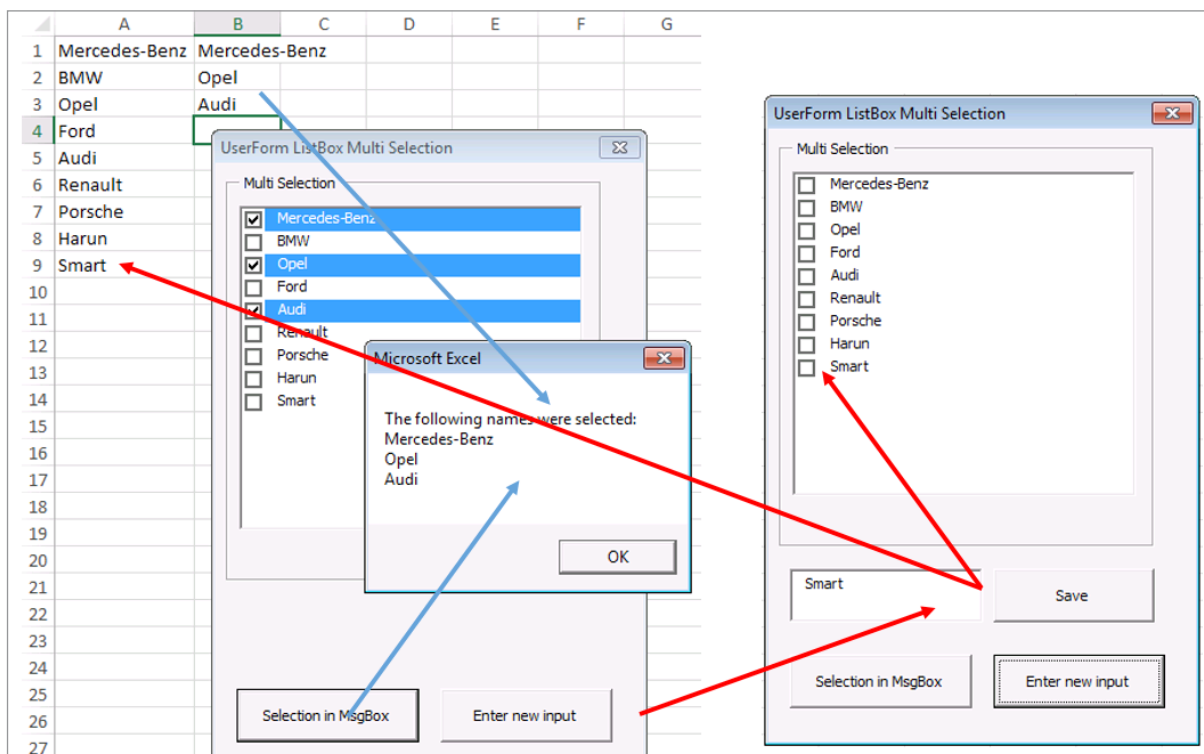 A B C D E F G
1 Mercedes-Benz Mercedes-Benz
2 BMW Opel
3 Opel Audi
4 Ford
5 Audi
6 Renault
7 Porsche
8 Harun
9 Smart
10
11
12
13
14
15
16
17
18
19
20
21
22
23
24
25
26
27
UserForm ListBox Multi Selection
Multi Selection
Mercedes-Benz
BMW
Opel
Ford
Audi
Renault
Porsche
Harun
Smart
Selection in MsgBox
Enter new input
Microsoft Excel
The following names were selected:
Mercedes-Benz
Opel
Audi
OK
UserForm ListBox Multi Selection
Multi Selection
Mercedes-Benz
BMW
Opel
Ford
Audi
Renault
Porsche
Harun
Smart
Smart
Save
Selection in MsgBox
Enter new input